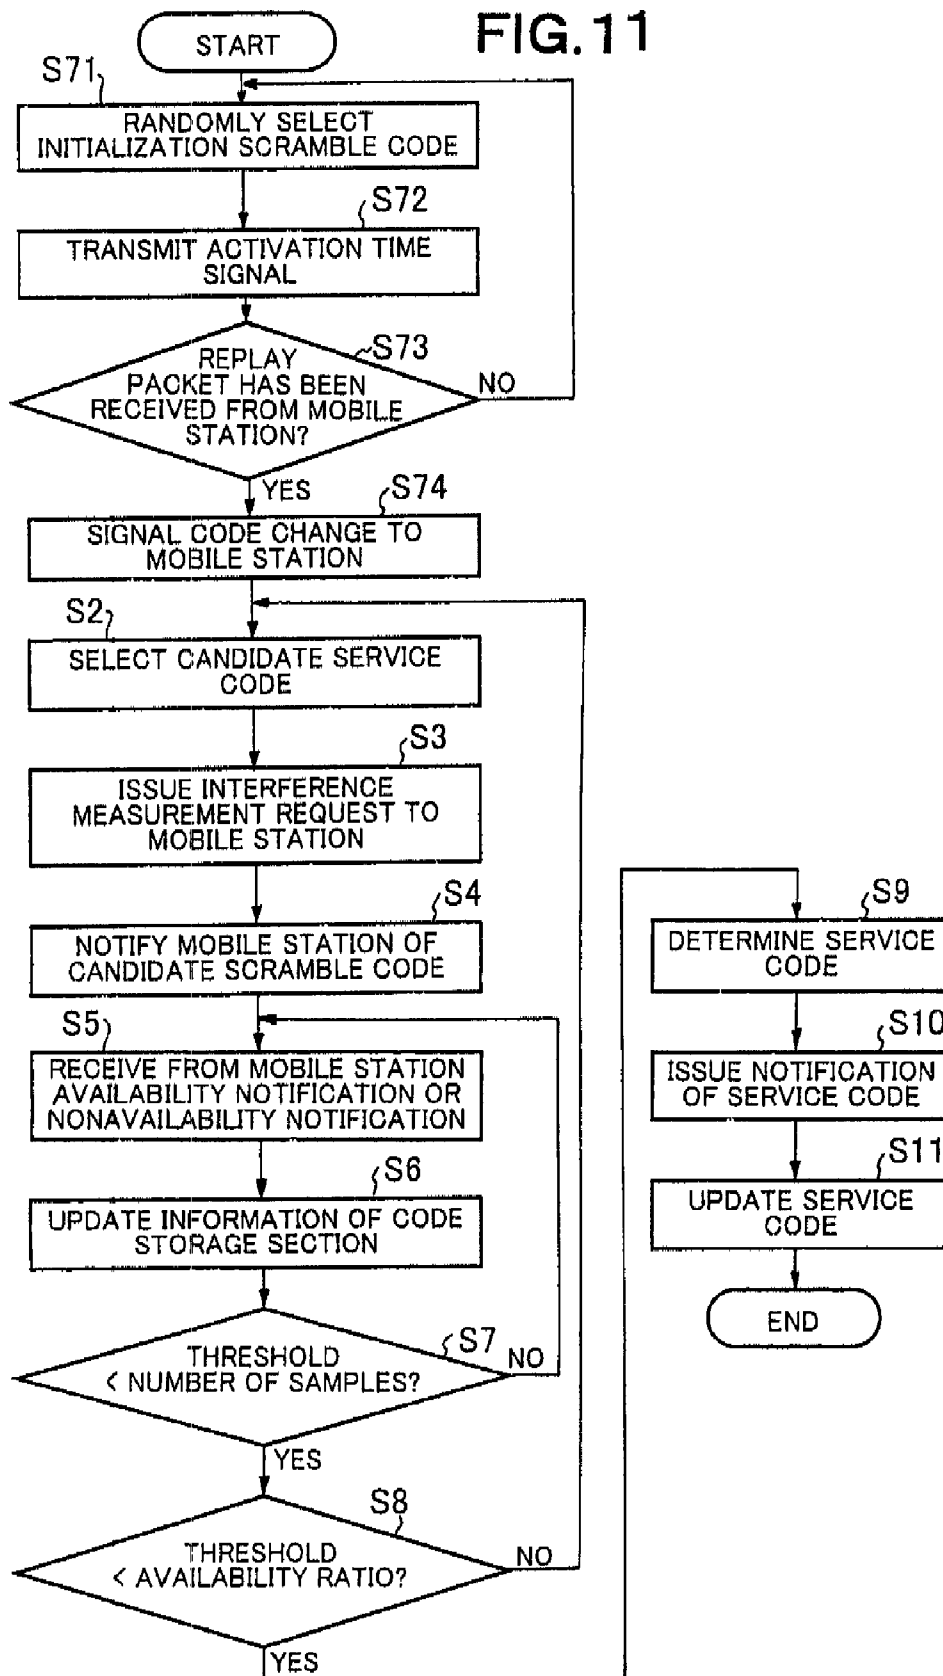 FIG.11
START
S71
RANDOMLY SELECT
INITIALIZATION SCRAMBLE CODE
S72
TRANSMIT ACTIVATION TIME
SIGNAL
S73
REPLAY
PACKET HAS BEEN
RECEIVED FROM MOBILE
STATION?
NO
YES
S74
SIGNAL CODE CHANGE TO
MOBILE STATION
S2
SELECT CANDIDATE SERVICE
CODE
S3
ISSUE INTERFERENCE
MEASUREMENT REQUEST TO
MOBILE STATION
S4
NOTIFY MOBILE STATION OF
CANDIDATE SCRAMBLE CODE
S5
RECEIVE FROM MOBILE STATION
AVAILABILITY NOTIFICATION OR
NONAVAILABILITY NOTIFICATION
S6
UPDATE INFORMATION OF CODE
STORAGE SECTION
S7
THRESHOLD
< NUMBER OF SAMPLES?
NO
YES
S8
THRESHOLD
< AVAILABILITY RATIO?
NO
YES
S9
DETERMINE SERVICE
CODE
S10
ISSUE NOTIFICATION
OF SERVICE CODE
S11
UPDATE SERVICE
CODE
END